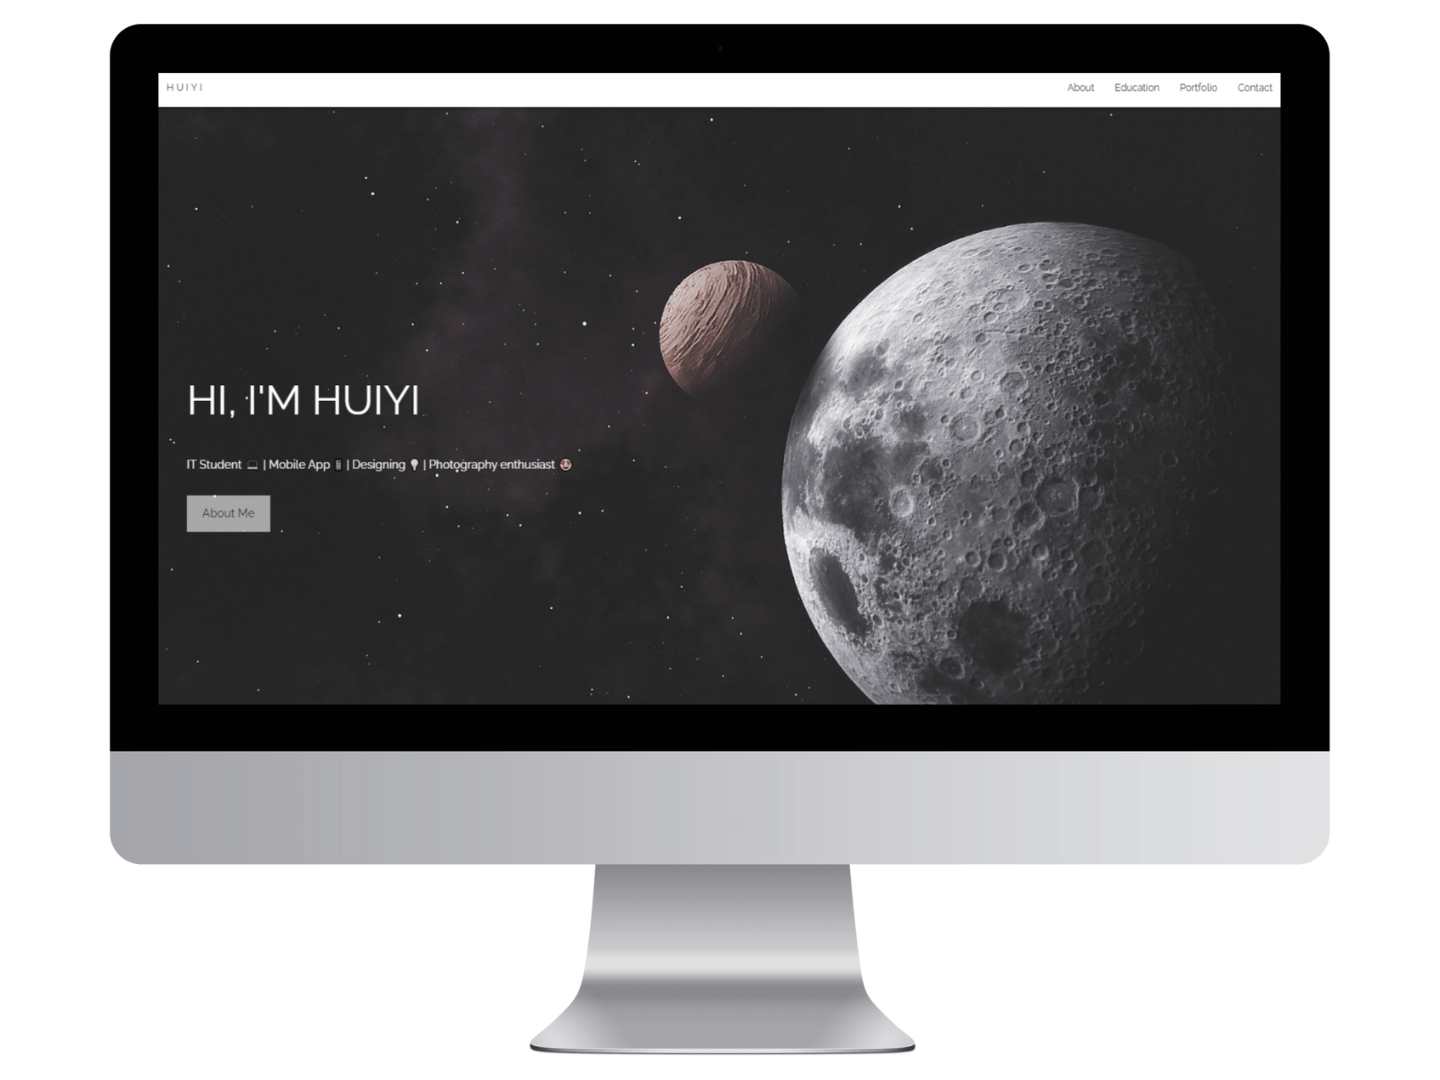 HUIYI
About Education Portfolio Contact
HI, I'M HUIYI
IT Student 💻 | Mobile App 📱 | Designing 💡 | Photography enthusiast 🤩
About Me